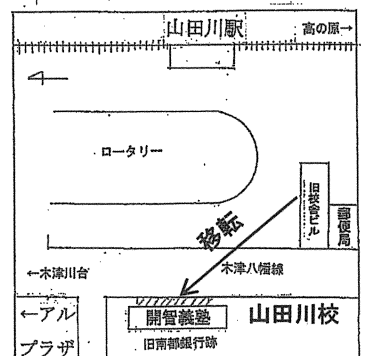 山田川駅
高の原→
ロータリー
旧校舎ビル
郵便局
移転
←木津川台
木津八幡線
←アル
プラザ
開智義塾
山田川校
旧南都銀行跡